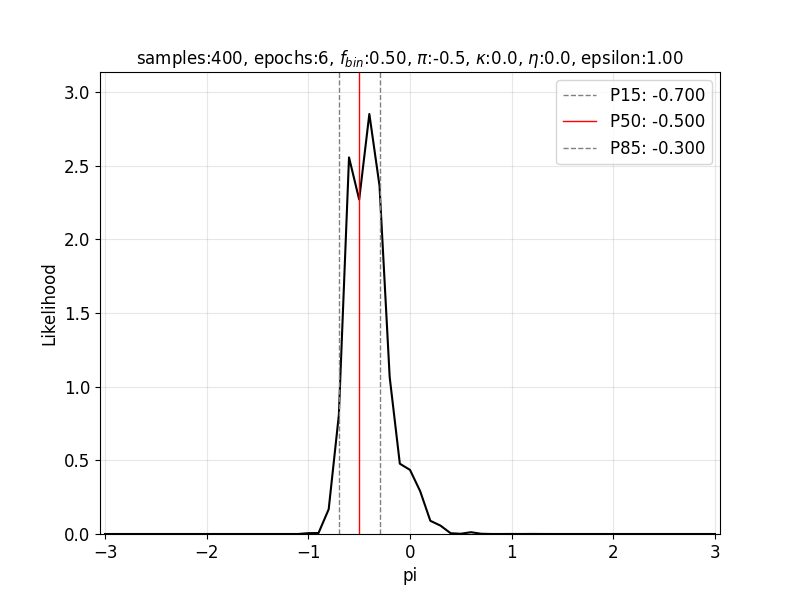 samples:400, epochs:6, f_bin:0.50, π:-0.5, κ:0.0, η:0.0, epsilon:1.00
3.0
2.5
2.0
1.5
1.0
0.5
0.0
Likelihood
P15: -0.700
P50: -0.500
P85: -0.300
−3
−2
−1
0
1
2
3
pi